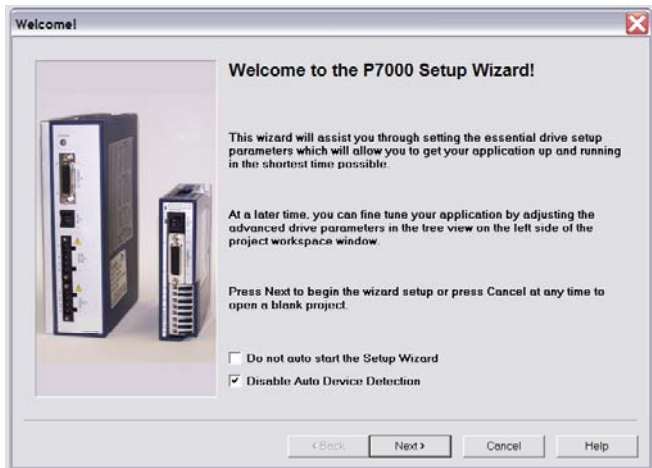 Welcome!
Welcome to the P7000 Setup Wizard!
This wizard will assist you through setting the essential drive setup
parameters which will allow you to get your application up and running
in the shortest time possible.
At a later time, you can fine tune your application by adjusting the
advanced drive parameters in the tree view on the left side of the
project workspace window.
Press Next to begin the wizard setup or press Cancel at any time to
open a blank project.
Do not auto start the Setup Wizard
Disable Auto Device Detection
< Back
Next >
Cancel
Help